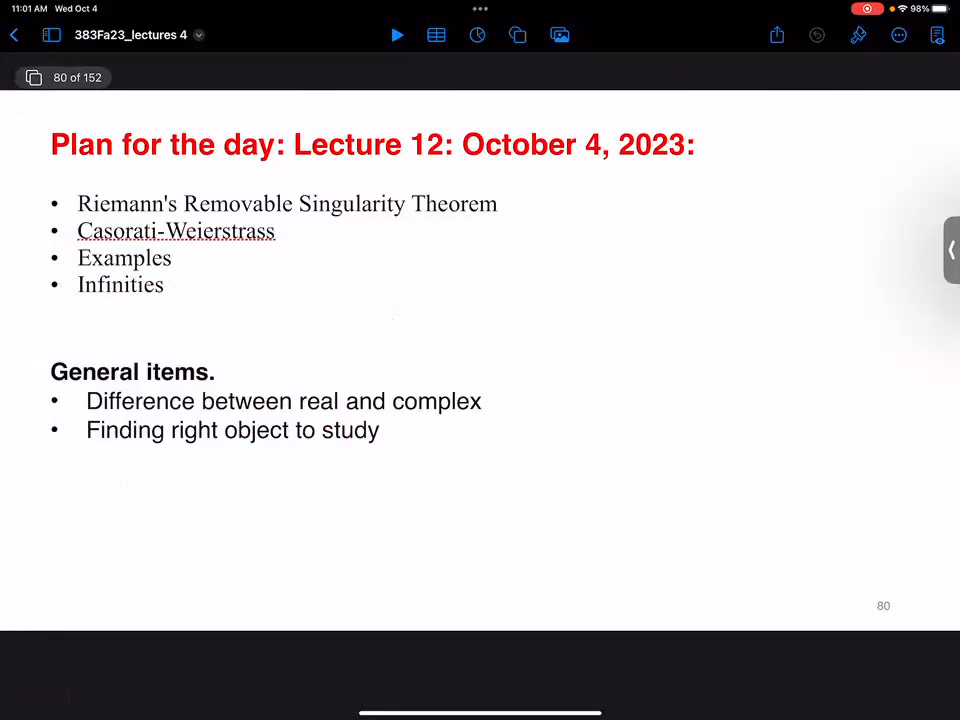 11:01 AM Wed Oct 4
98%
383Fa23_lectures 4
80 of 152
Plan for the day: Lecture 12: October 4, 2023:
• Riemann's Removable Singularity Theorem
• Casorati-Weierstrass
• Examples
• Infinities
General items.
• Difference between real and complex
• Finding right object to study
80